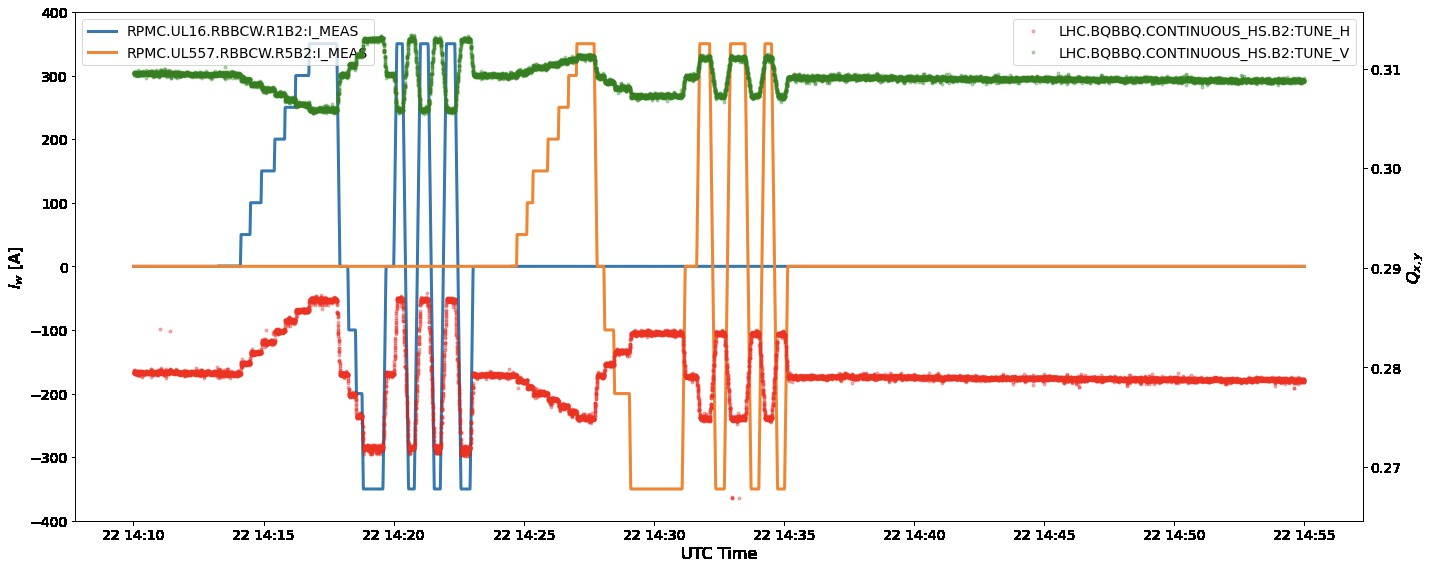 RPMC.UL16.RBBCW.R1B2:I_MEAS
RPMC.UL557.RBBCW.R5B2:I_MEAS
LHC.BQBBQ.CONTINUOUS_HS.B2:TUNE_H
LHC.BQBBQ.CONTINUOUS_HS.B2:TUNE_V
400
300
200
100
0
−100
−200
−300
−400
I_w [A]
0.31
0.30
0.29
0.28
0.27
Q_x,y
22 14:10 22 14:15 22 14:20 22 14:25 22 14:30 22 14:35 22 14:40 22 14:45 22 14:50 22 14:55
UTC Time